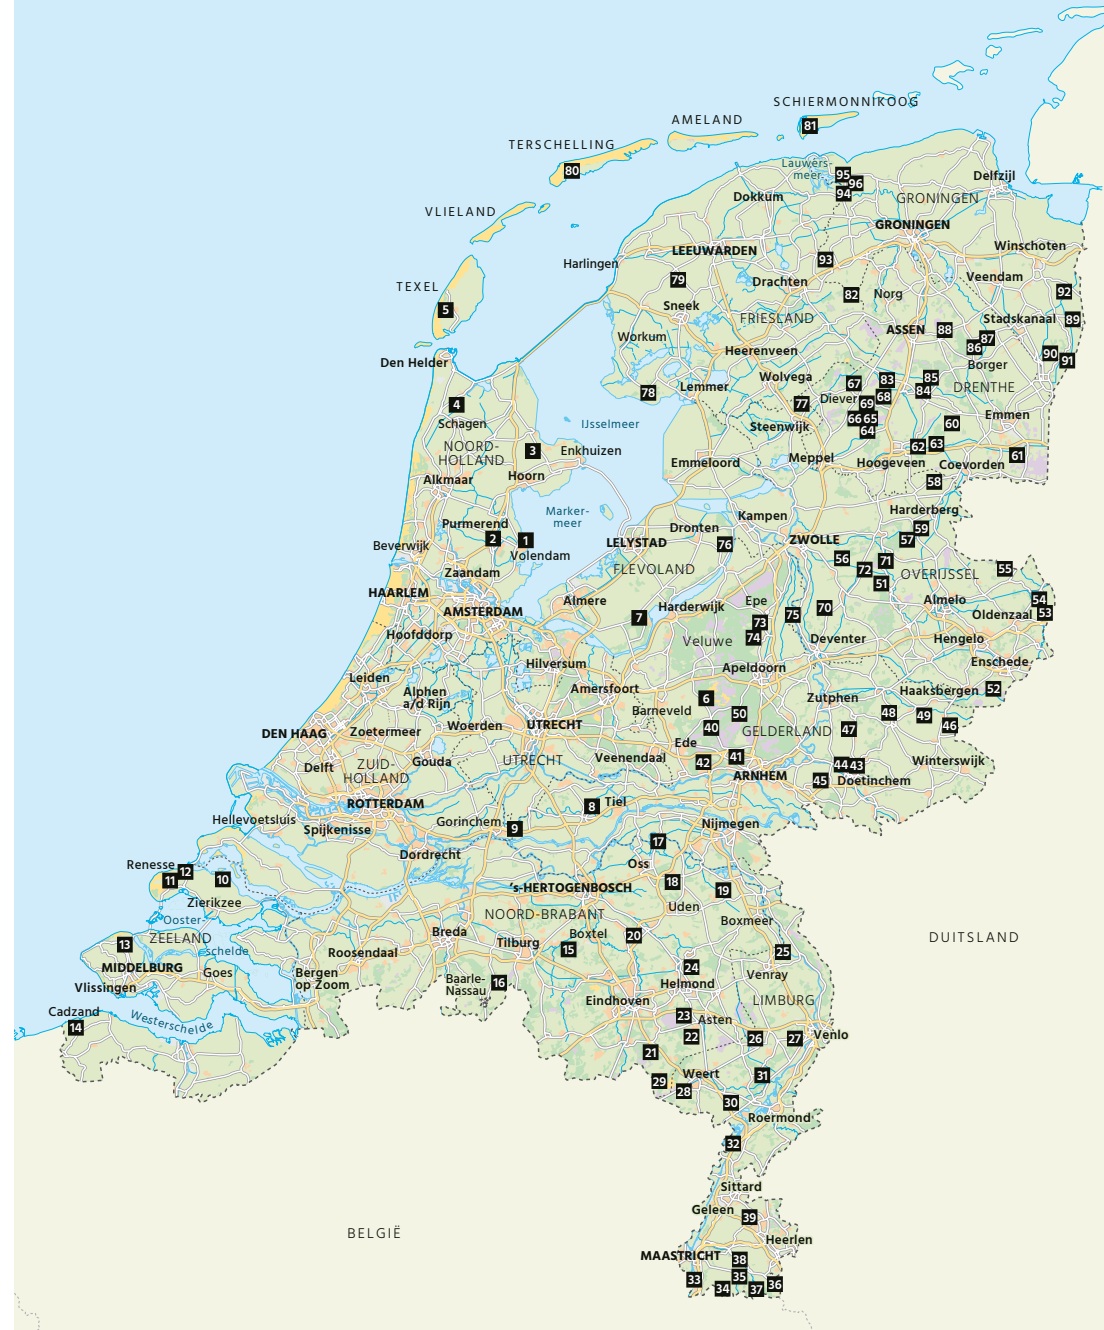 SCHIERMONNIKOOG
AMELAND
81
TERSCHELLING
80
Lauwers-
meer
95
96
94
Delfzijl
Dokkum
GRONINGEN
VLIELAND
GRONINGEN
LEEUWARDEN
Winschoten
Harlingen
93
79
Drachten
Veendam
TEXEL
82
Norg
92
5
Sneek
FRIESLAND
Stadskanaal
89
ASSEN
88
Workum
87
86
Heerenveen
90
91
Den Helder
Borger
Wolvega
67
83
85
Lemmer
DRENTHE
78
84
77
Diever
69
68
4
Schagen
66
65
60
Emmen
IJsselmeer
Steenwijk
64
NOORD-
HOLLAND
3
Enkhuizen
62
63
61
Emmeloord
Meppel
Hoogeveen
Coevorden
Hoorn
Alkmaar
58
Marker-
meer
Kampen
Harderberg
Purmerend
Dronten
59
2
1
LELYSTAD
76
ZWOLLE
57
Beverwijk
Volendam
56
71
FLEVOLAND
72
OVERIJSSEL
55
Zaandam
51
HAARLEM
Almere
Harderwijk
Epe
Almelo
54
AMSTERDAM
7
75
70
Oldenzaal
53
73
Hoofddorp
Veluwe
74
Deventer
Hengelo
Hilversum
Apeldoorn
Enschede
Leiden
Amersfoort
Alphen
a/d Rijn
6
Zutphen
Haaksbergen
52
Barneveld
50
48
49
46
Woerden
UTRECHT
40
47
DEN HAAG
Zoetermeer
GELDERLAND
Ede
Delft
ZUID-
HOLLAND
Gouda
UTRECHT
Veenendaal
42
41
44
43
Winterswijk
ARNHEM
45
Doetinchem
ROTTERDAM
8
Tiel
Hellevoetsluis
Spijkenisse
Gorinchem
9
Nijmegen
17
Dordrecht
Renesse
12
Oss
11
10
18
's-HERTOGENBOSCH
19
Zierikzee
Uden
Ooster-
schelde
NOORD-BRABANT
Boxmeer
ZEELAND
Breda
Boxtel
20
DUITSLAND
13
Tilburg
15
Roosendaal
25
MIDDELBURG
Goes
Bergen
op Zoom
24
Venray
Vlissingen
Baarle-
Nassau
16
Helmond
Eindhoven
LIMBURG
Cadzand
Westerschelde
23
Asten
14
22
26
27
Venlo
21
29
Weert
31
28
30
Roermond
32
Sittard
Geleen
39
BELGIË
Heerlen
MAASTRICHT
38
33
35
34
37
36